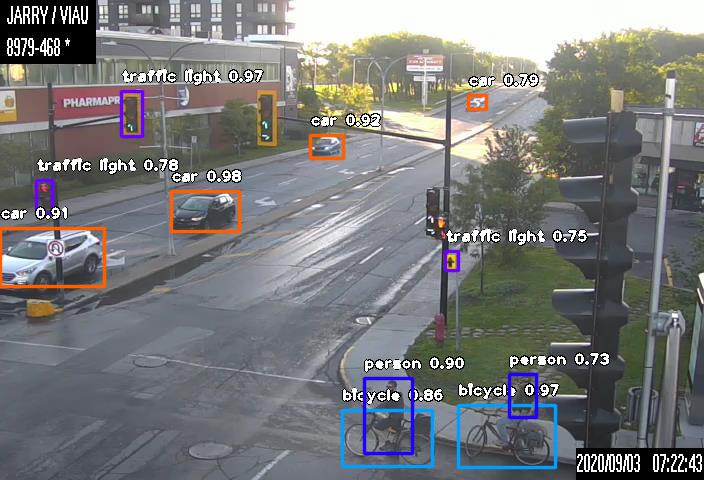 JARRY / VIAU
8979-468 *
traffic light 0.97
car 0.79
PHARMAPR
car 0.92
traffic light 0.78
car 0.98
car 0.91
traffic light 0.75
person 0.90
person 0.73
bicycle 0.86
bicycle 0.97
2020/09/03 07:22:43